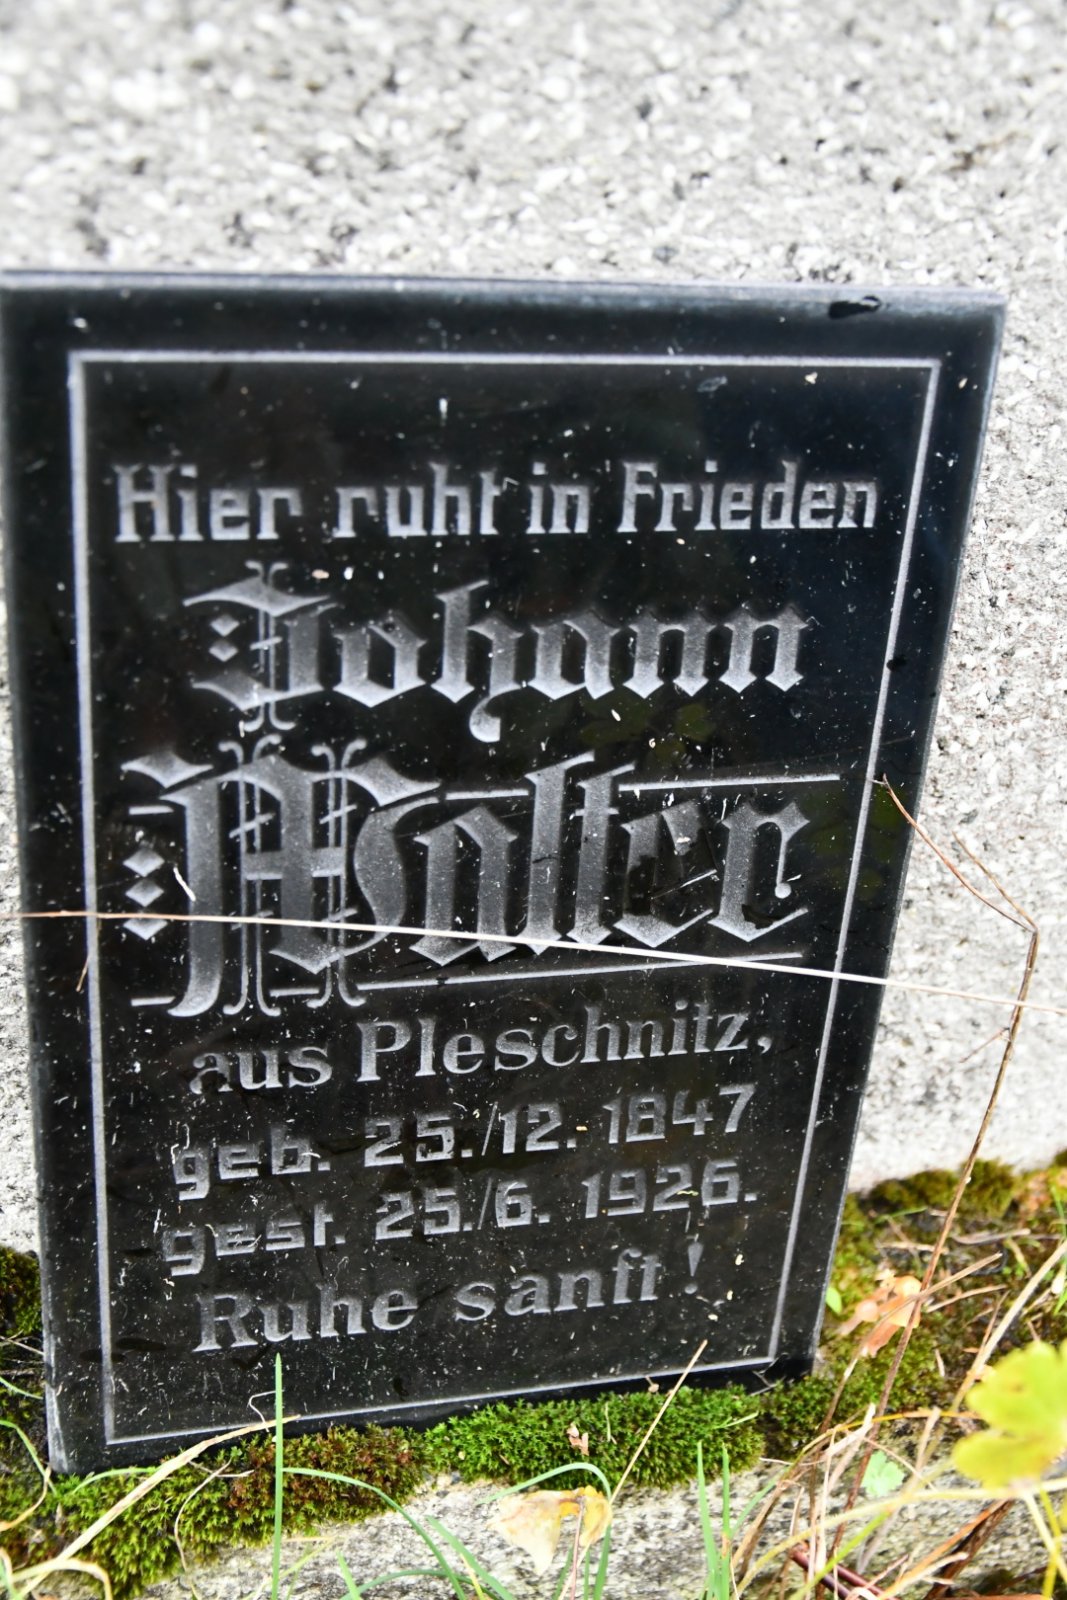 Hier ruht in Frieden
Johann
Walter
aus Pleschnitz,
geb. 25./12. 1847
gest. 25./6. 1926.
Ruhe sanft!